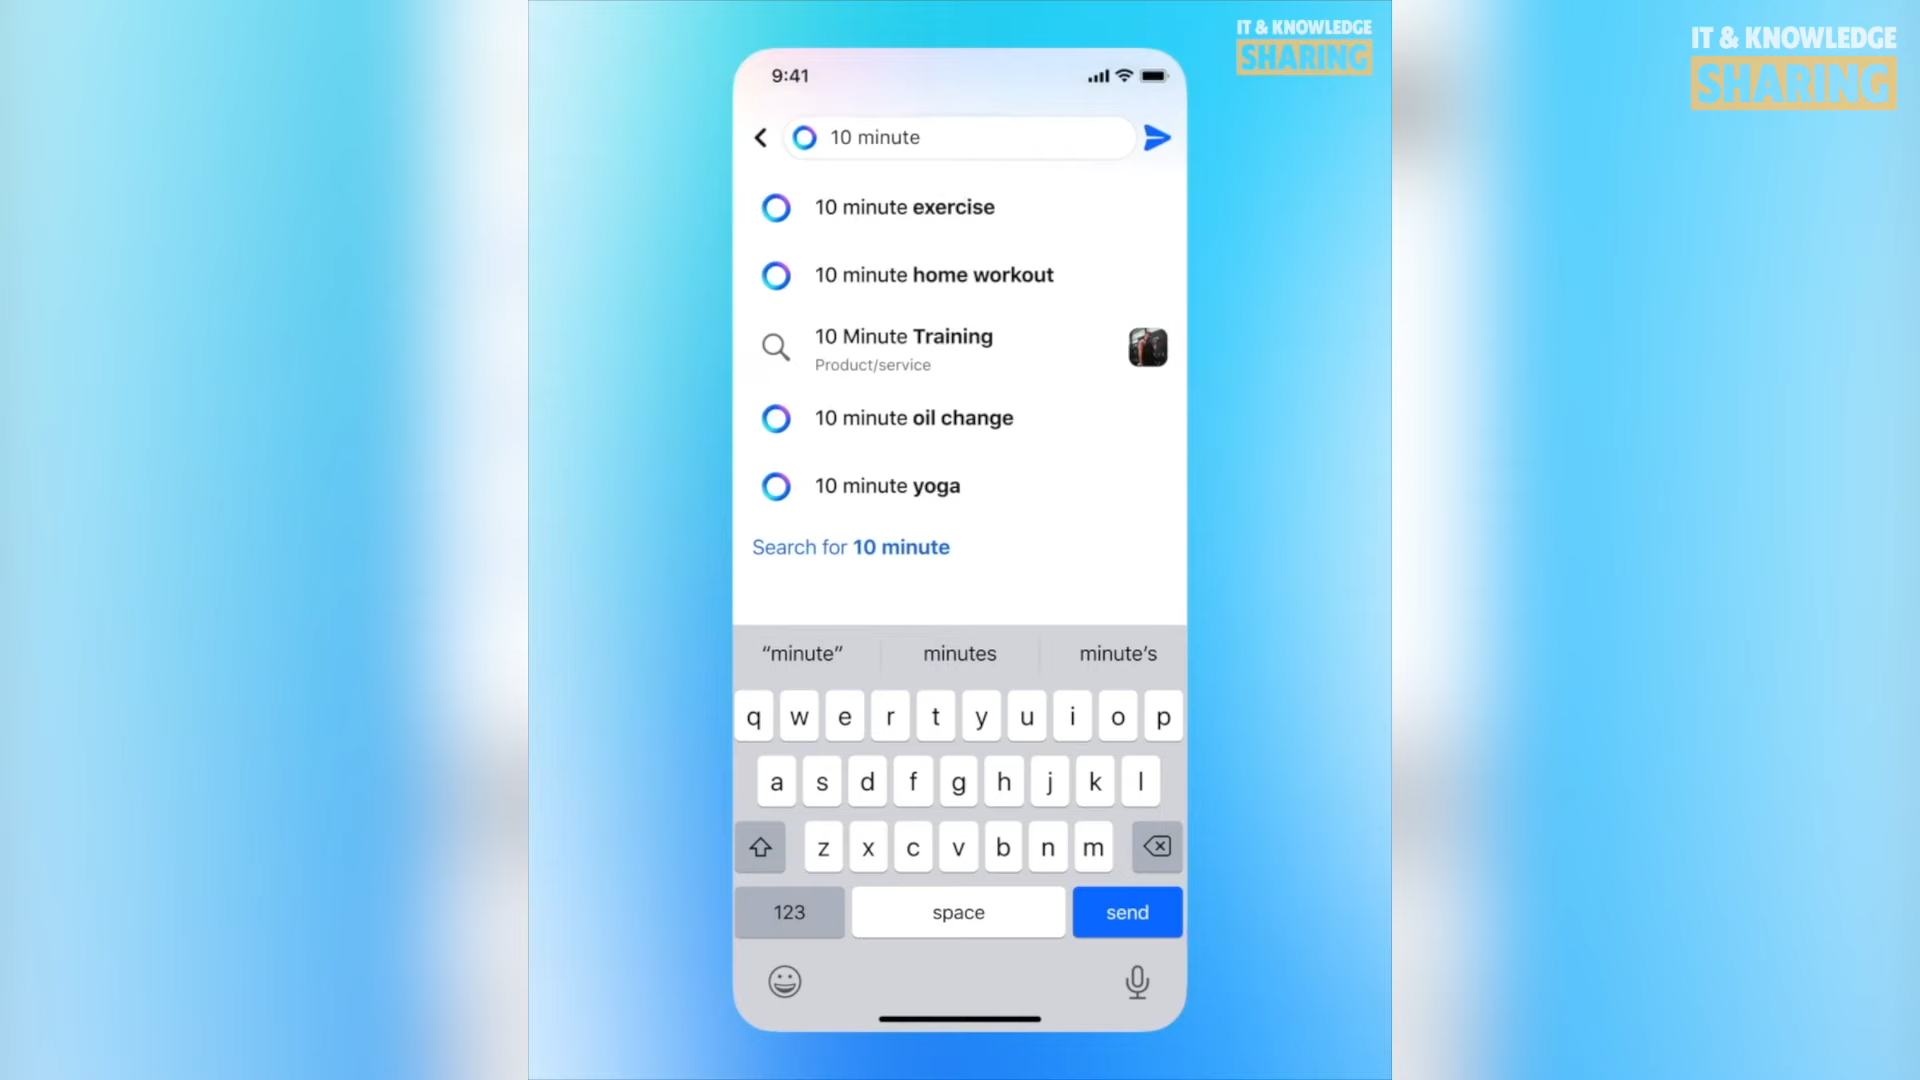 IT & KNOWLEDGE
SHARING
IT & KNOWLEDGE
SHARING
9:41
10 minute
10 minute exercise
10 minute home workout
10 Minute Training
Product/service
10 minute oil change
10 minute yoga
Search for 10 minute
“minute” minutes minute’s
q w e r t y u i o p
a s d f g h j k l
z x c v b n m
123 space send